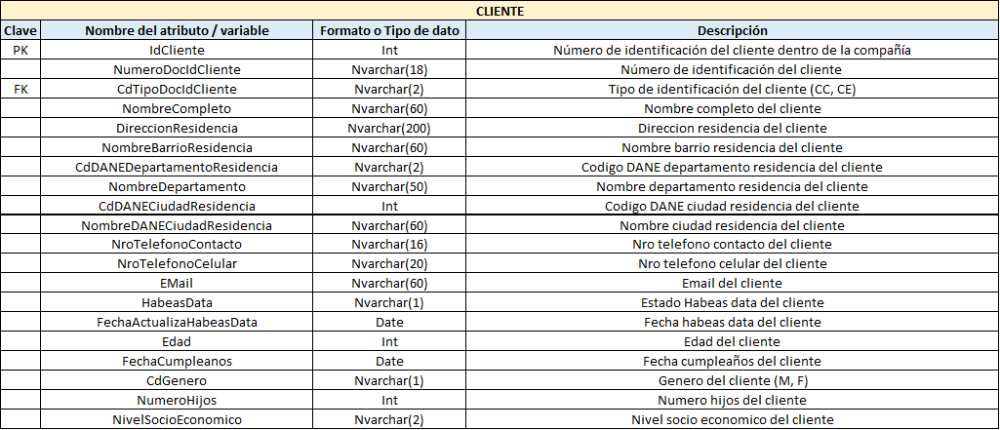 CLIENTE
Clave Nombre del atributo / variable Formato o Tipo de dato Descripción
PK IdCliente Int Número de identificación del cliente dentro de la compañía
NumeroDocIdCliente Nvarchar(18) Número de identificación del cliente
FK CdTipoDocIdCliente Nvarchar(2) Tipo de identificación del cliente (CC, CE)
NombreCompleto Nvarchar(60) Nombre completo del cliente
DireccionResidencia Nvarchar(200) Direccion residencia del cliente
NombreBarrioResidencia Nvarchar(60) Nombre barrio residencia del cliente
CdDANEDepartamentoResidencia Nvarchar(2) Codigo DANE departamento residencia del cliente
NombreDepartamento Nvarchar(50) Nombre departamento residencia del cliente
CdDANECiudadResidencia Int Codigo DANE ciudad residencia del cliente
NombreDANECiudadResidencia Nvarchar(60) Nombre ciudad residencia del cliente
NroTelefonoContacto Nvarchar(16) Nro telefono contacto del cliente
NroTelefonoCelular Nvarchar(20) Nro telefono celular del cliente
EMail Nvarchar(60) Email del cliente
HabeasData Nvarchar(1) Estado Habeas data del cliente
FechaActualizaHabeasData Date Fecha habeas data del cliente
Edad Int Edad del cliente
FechaCumpleanos Date Fecha cumpleaños del cliente
CdGenero Nvarchar(1) Genero del cliente (M, F)
NumeroHijos Int Numero hijos del cliente
NivelSocioEconomico Nvarchar(2) Nivel socio economico del cliente